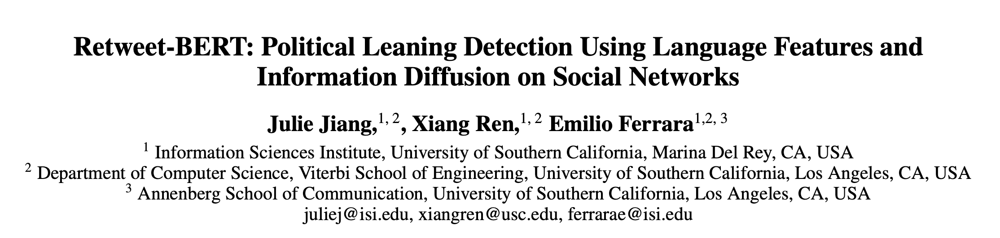 Retweet-BERT: Political Leaning Detection Using Language Features and
Information Diffusion on Social Networks
Julie Jiang,1, 2, Xiang Ren,1, 2 Emilio Ferrara1,2, 3
1 Information Sciences Institute, University of Southern California, Marina Del Rey, CA, USA
2 Department of Computer Science, Viterbi School of Engineering, University of Southern California, Los Angeles, CA, USA
3 Annenberg School of Communication, University of Southern California, Los Angeles, CA, USA
juliej@isi.edu, xiangren@usc.edu, ferrarae@isi.edu